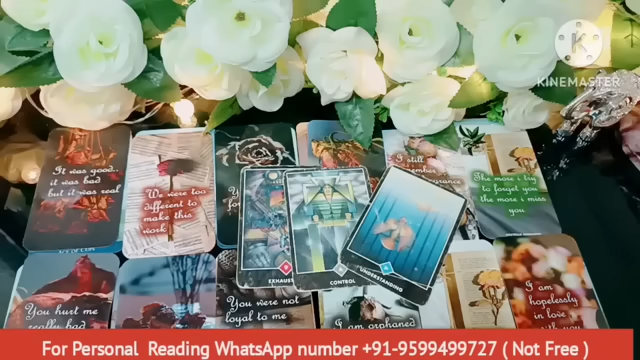 KINEMASTER
It was good..
it was bad
but it was real
We were too
different to
make this
work
I still
The more i try
to forget you
the more i miss
you
CONTROL
UNDERSTANDING
You hurt me
really bad
You were not
loyal to me
I am orphaned
I am
hopelessly
in love
with you
For Personal Reading WhatsApp number +91-9599499727 ( Not Free )